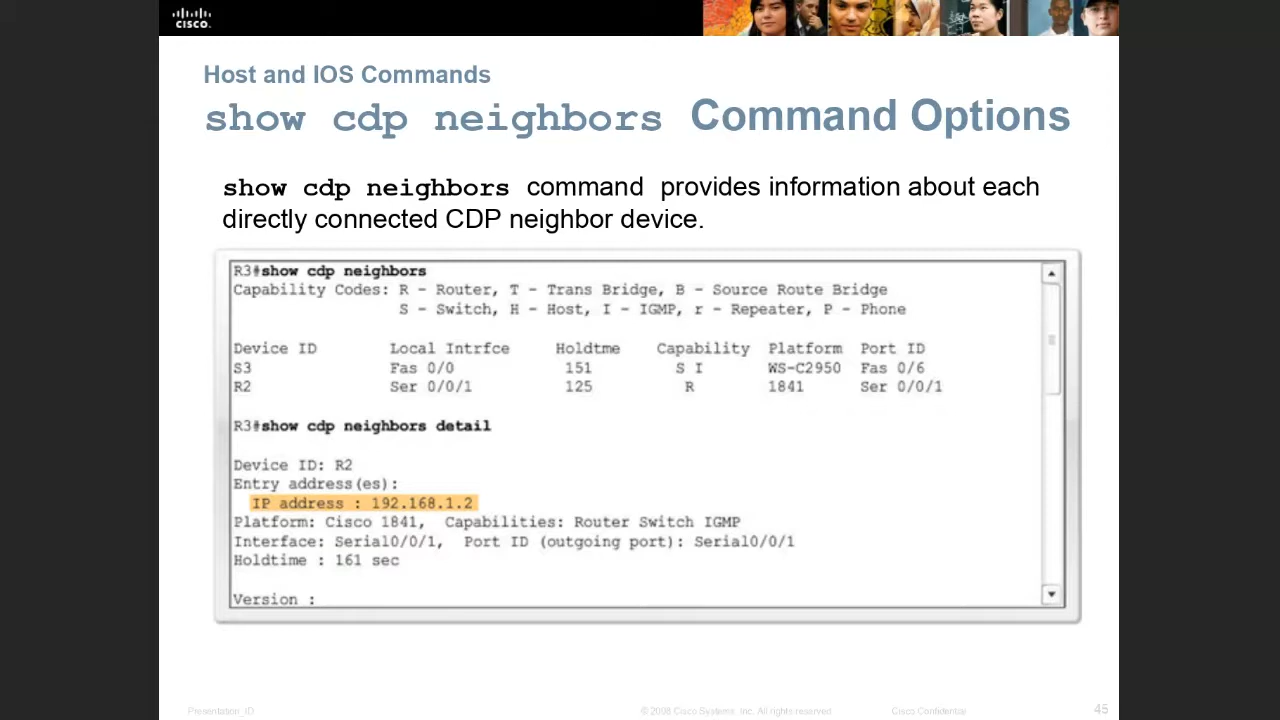 CISCO.
Host and IOS Commands
show cdp neighbors Command Options
show cdp neighbors command provides information about each
directly connected CDP neighbor device.
R3#show cdp neighbors
Capability Codes: R - Router, T - Trans Bridge, B - Source Route Bridge
S - Switch, H - Host, I - IGMP, r - Repeater, P - Phone
Device ID Local Intrfce Holdtme Capability Platform Port ID
S3 Fas 0/0 151 S I WS-C2950 Fas 0/6
R2 Ser 0/0/1 125 R 1841 Ser 0/0/1
R3#show cdp neighbors detail
Device ID: R2
Entry address(es):
IP address : 192.168.1.2
Platform: Cisco 1841, Capabilities: Router Switch IGMP
Interface: Serial0/0/1, Port ID (outgoing port): Serial0/0/1
Holdtime : 161 sec
Version :
Presentation_ID © 2008 Cisco Systems, Inc. All rights reserved. Cisco Confidential 45